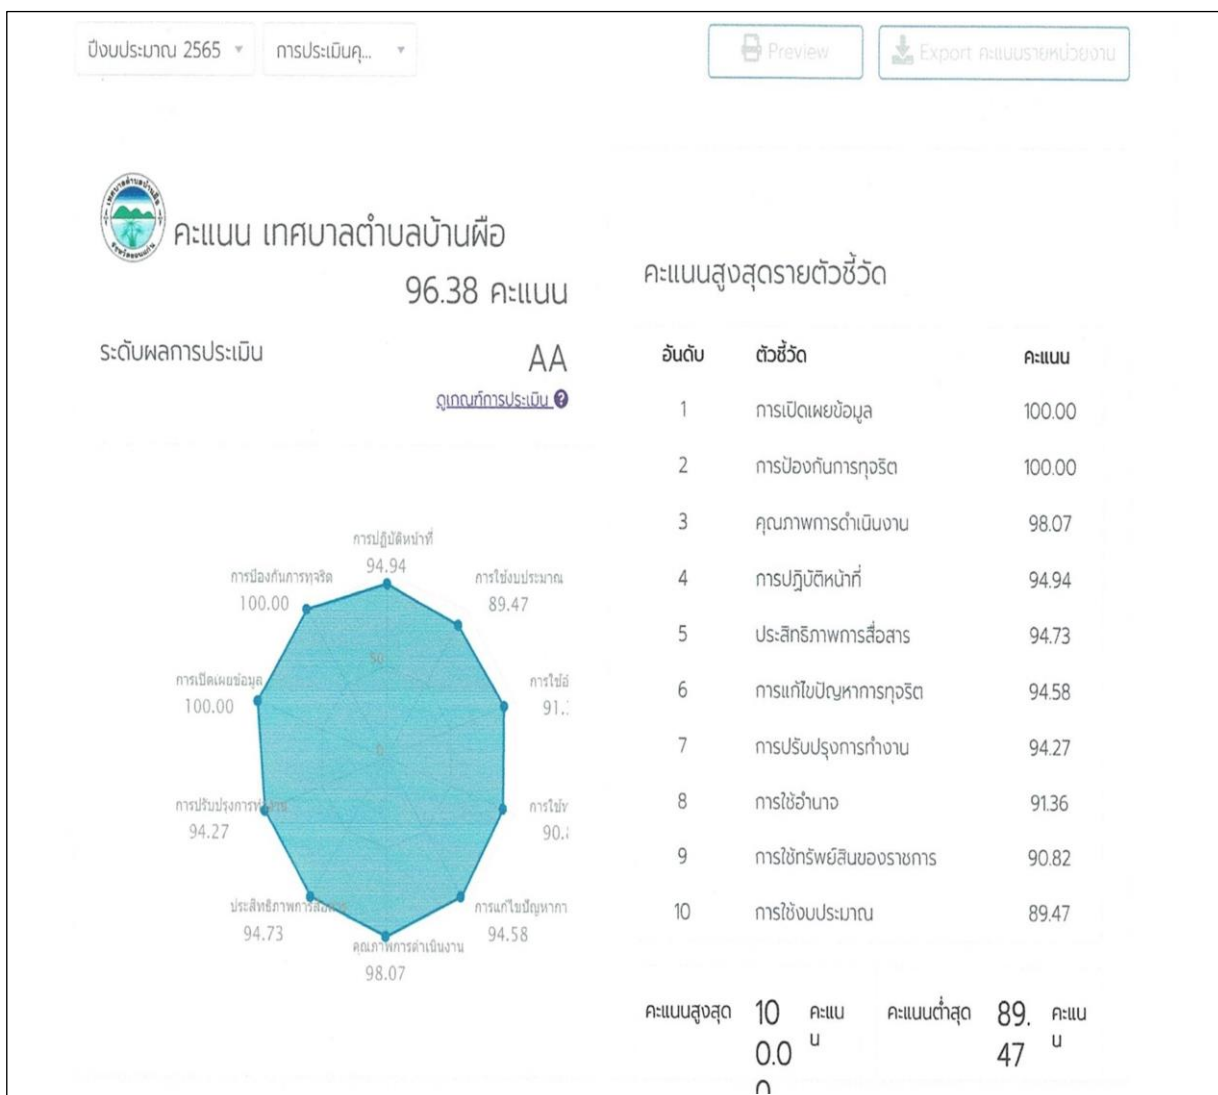 ปีงบประมาณ 2565
การประเมินคุ...
Preview
Export คะแนนรายหน่วยงาน
คะแนน เทศบาลตำบลบ้านผือ
96.38 คะแนน
ระดับผลการประเมิน AA
ดูเกณฑ์การประเมิน ?
การปฏิบัติหน้าที่
94.94
การป้องกันการทุจริต
100.00
การใช้งบประมาณ
89.47
50
การเปิดเผยข้อมูล
100.00
การใช้อ
91.
0
การปรับปรุงการทำงาน
94.27
การใช้ท
90.
ประสิทธิภาพการสื่อสาร
94.73
การแก้ไขปัญหากา
94.58
คุณภาพการดำเนินงาน
98.07
คะแนนสูงสุดรายตัวชี้วัด
อันดับ ตัวชี้วัด คะแนน
1 การเปิดเผยข้อมูล 100.00
2 การป้องกันการทุจริต 100.00
3 คุณภาพการดำเนินงาน 98.07
4 การปฏิบัติหน้าที่ 94.94
5 ประสิทธิภาพการสื่อสาร 94.73
6 การแก้ไขปัญหาการทุจริต 94.58
7 การปรับปรุงการทำงาน 94.27
8 การใช้อำนาจ 91.36
9 การใช้ทรัพย์สินของราชการ 90.82
10 การใช้งบประมาณ 89.47
คะแนนสูงสุด 10 คะแน คะแนนต่ำสุด 89. คะแน
0.0 น 47 น
0